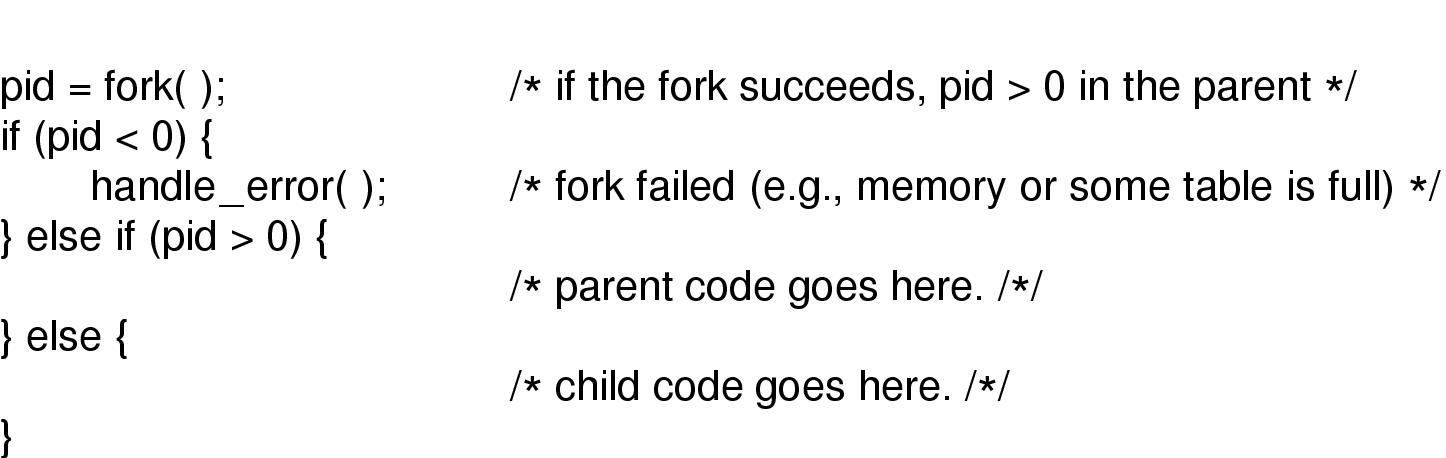 pid = fork( ); /* if the fork succeeds, pid > 0 in the parent */
if (pid < 0) {
handle_error( ); /* fork failed (e.g., memory or some table is full) */
} else if (pid > 0) {
/* parent code goes here. /*/
} else {
/* child code goes here. /*/
}